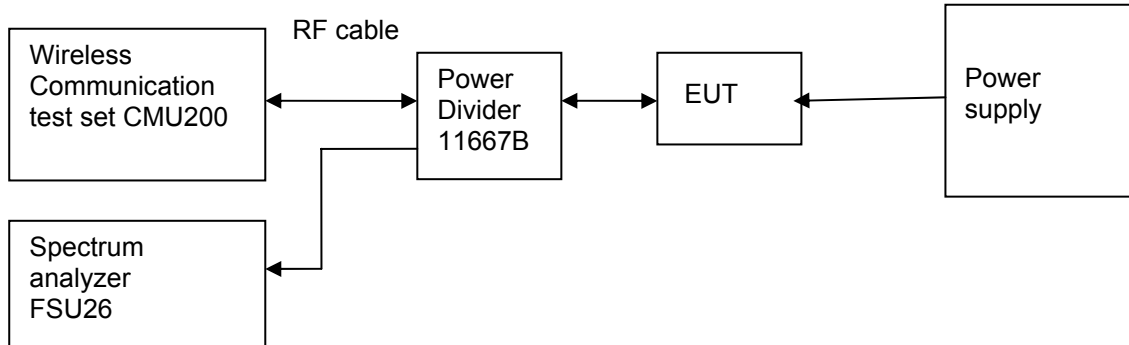 RF cable
Wireless
Communication
test set CMU200
Power
Divider
11667B
EUT
Power
supply
Spectrum
analyzer
FSU26